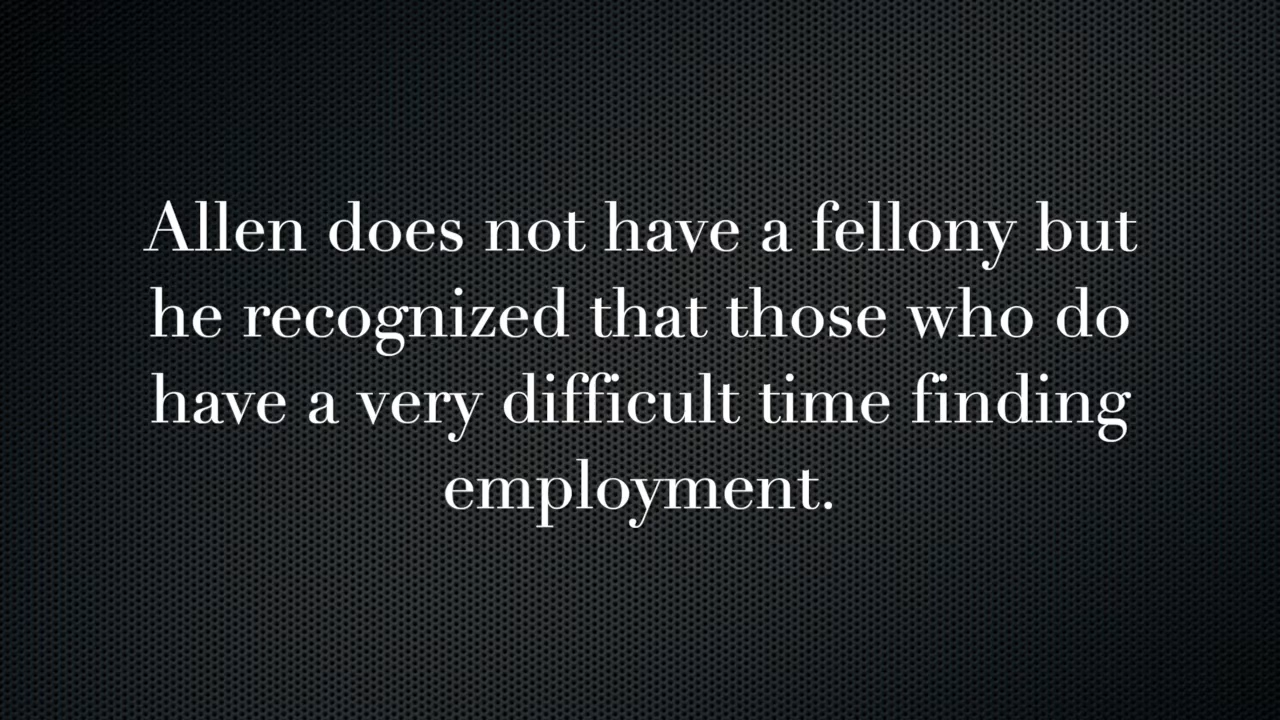 Allen does not have a fellony but
he recognized that those who do
have a very difficult time finding
employment.